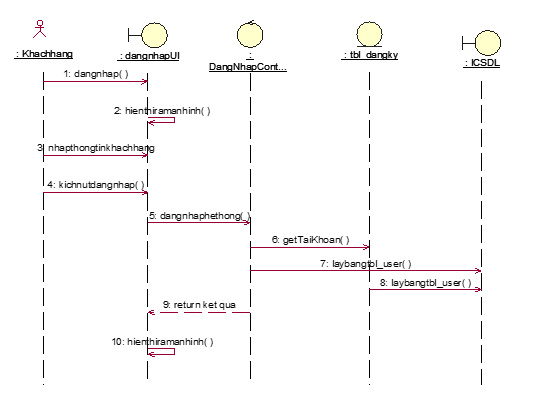 : Khachhang
: dangnhapUI
:
DangNhapCont...
: tbl_dangky
: ICSDL
1: dangnhap( )
2: hienthiramanhinh( )
3: nhapthongtinkhachhang
4: kichnutdangnhap( )
5: dangnhaphethong( )
6: getTaiKhoan( )
7: laybangtbl_user( )
8: laybangtbl_user( )
9: return ket qua
10: hienthiramanhinh( )